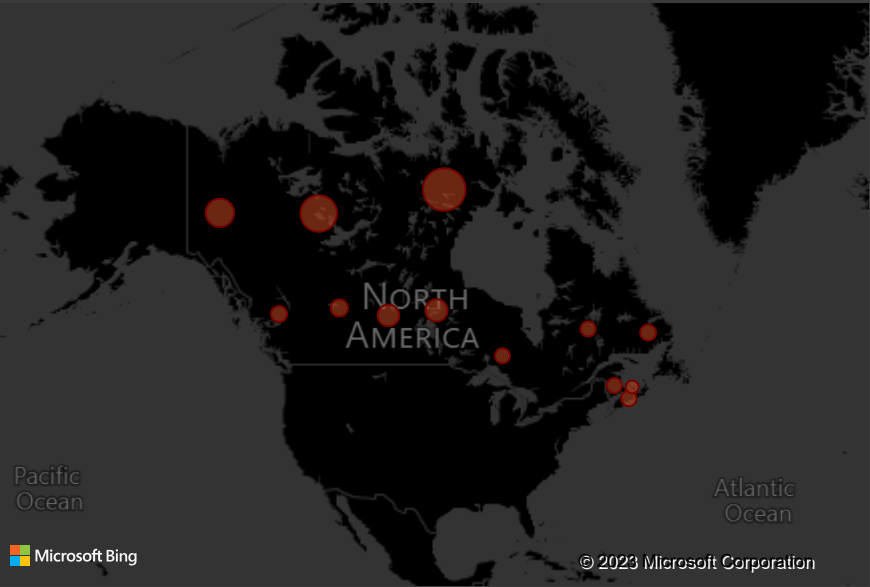 NORTH
AMERICA
Pacific
Ocean
Atlantic
Ocean
Microsoft Bing
© 2023 Microsoft Corporation